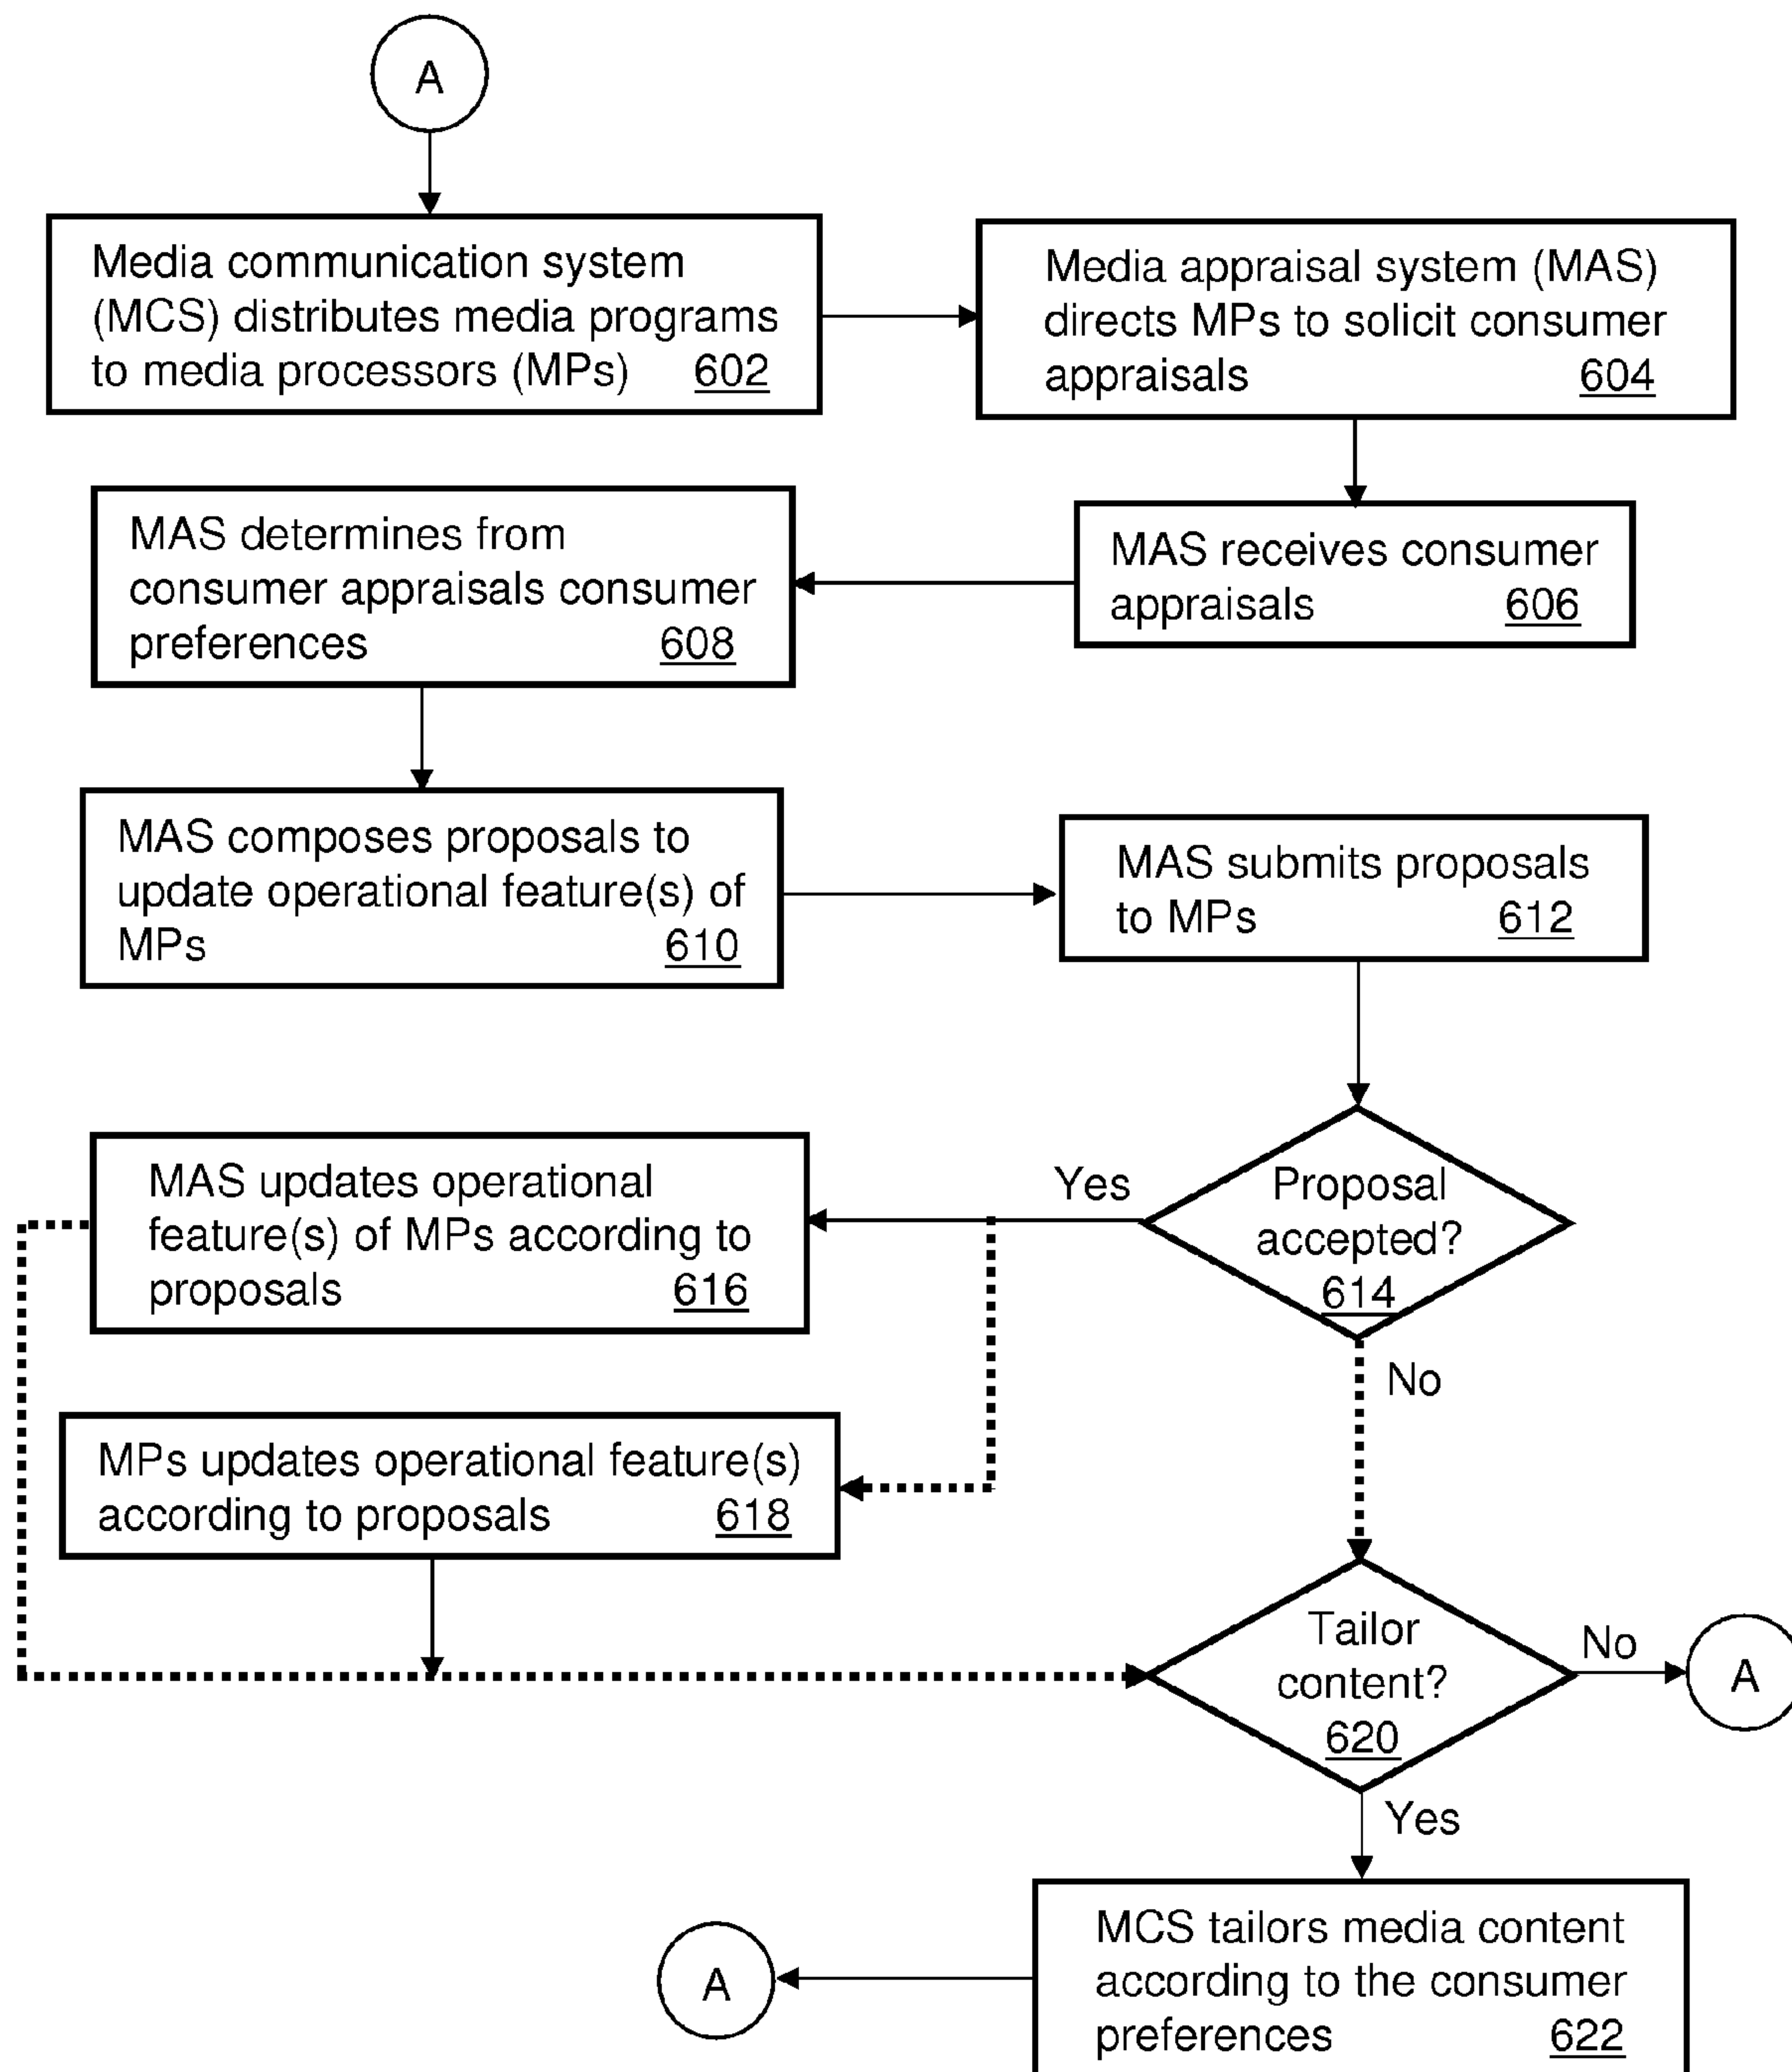 A
Media communication system
(MCS) distributes media programs
to media processors (MPs) 602
Media appraisal system (MAS)
directs MPs to solicit consumer
appraisals 604
MAS receives consumer
appraisals 606
MAS determines from
consumer appraisals consumer
preferences 608
MAS composes proposals to
update operational feature(s) of
MPs 610
MAS submits proposals
to MPs 612
Proposal
accepted?
614
Yes
No
MAS updates operational
feature(s) of MPs according to
proposals 616
MPs updates operational feature(s)
according to proposals 618
Tailor
content?
620
No
A
Yes
MCS tailors media content
according to the consumer
preferences 622
A